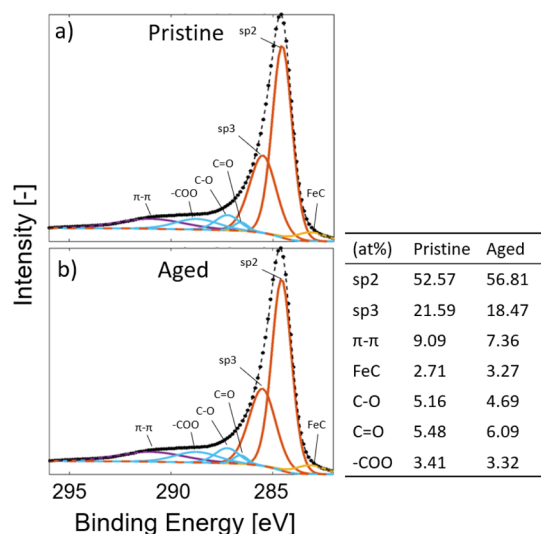 a) Pristine
sp2
sp3
C=O
C-O
-COO
π-π
FeC
b) Aged
sp2
sp3
C=O
C-O
-COO
π-π
FeC
Intensity [-]
295 290 285
Binding Energy [eV]
(at%) Pristine Aged
sp2 52.57 56.81
sp3 21.59 18.47
π-π 9.09 7.36
FeC 2.71 3.27
C-O 5.16 4.69
C=O 5.48 6.09
-COO 3.41 3.32